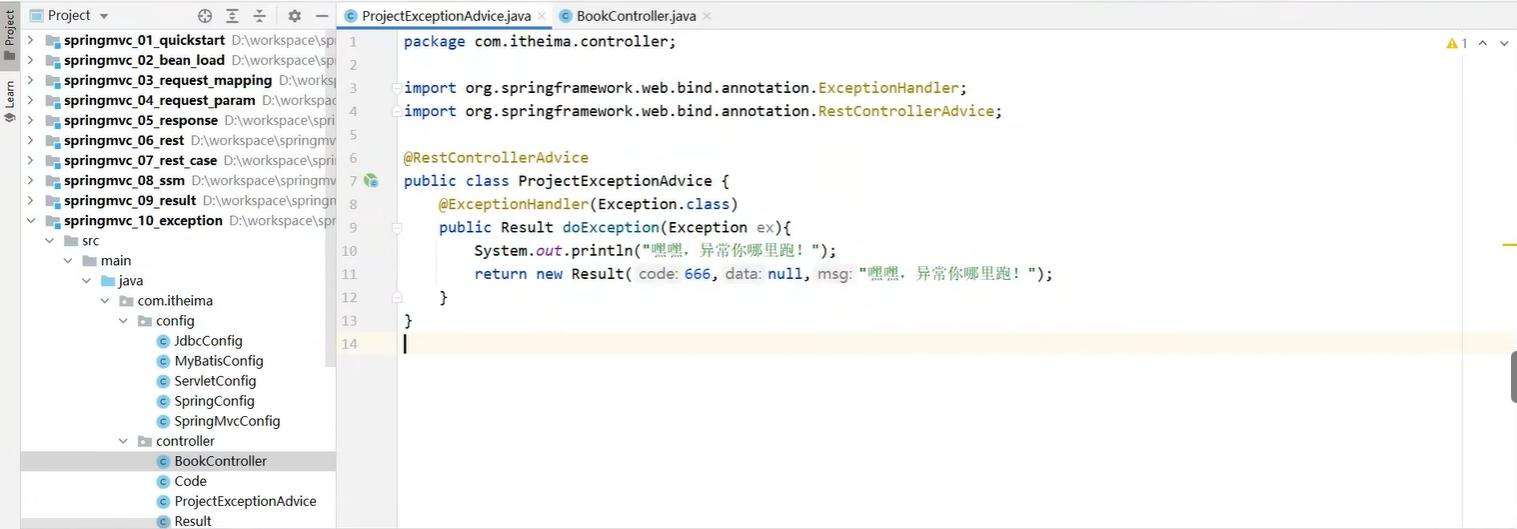 Project
ProjectExceptionAdvice.java
BookController.java
Project
Learn
springmvc_01_quickstart D:\workspace\sp
springmvc_02_bean_load D:\workspace\sp
springmvc_03_request_mapping D:\works
springmvc_04_request_param D:\workspac
springmvc_05_response D:\workspace\spri
springmvc_06_rest D:\workspace\springmv
springmvc_07_rest_case D:\workspace\spri
springmvc_08_ssm D:\workspace\springmv
springmvc_09_result D:\workspace\springn
springmvc_10_exception D:\workspace\spr
src
main
java
com.itheima
config
JdbcConfig
MyBatisConfig
ServletConfig
SpringConfig
SpringMvcConfig
controller
BookController
Code
ProjectExceptionAdvice
Result
1 package com.itheima.controller;
1
2
3 import org.springframework.web.bind.annotation.ExceptionHandler;
4 import org.springframework.web.bind.annotation.RestControllerAdvice;
5
6 @RestControllerAdvice
7 public class ProjectExceptionAdvice {
8 @ExceptionHandler(Exception.class)
9 public Result doException(Exception ex){
10 System.out.println("嘿嘿，异常你哪里跑！");
11 return new Result( code: 666, data: null, msg: "嘿嘿，异常你哪里跑！");
12 }
13 }
14